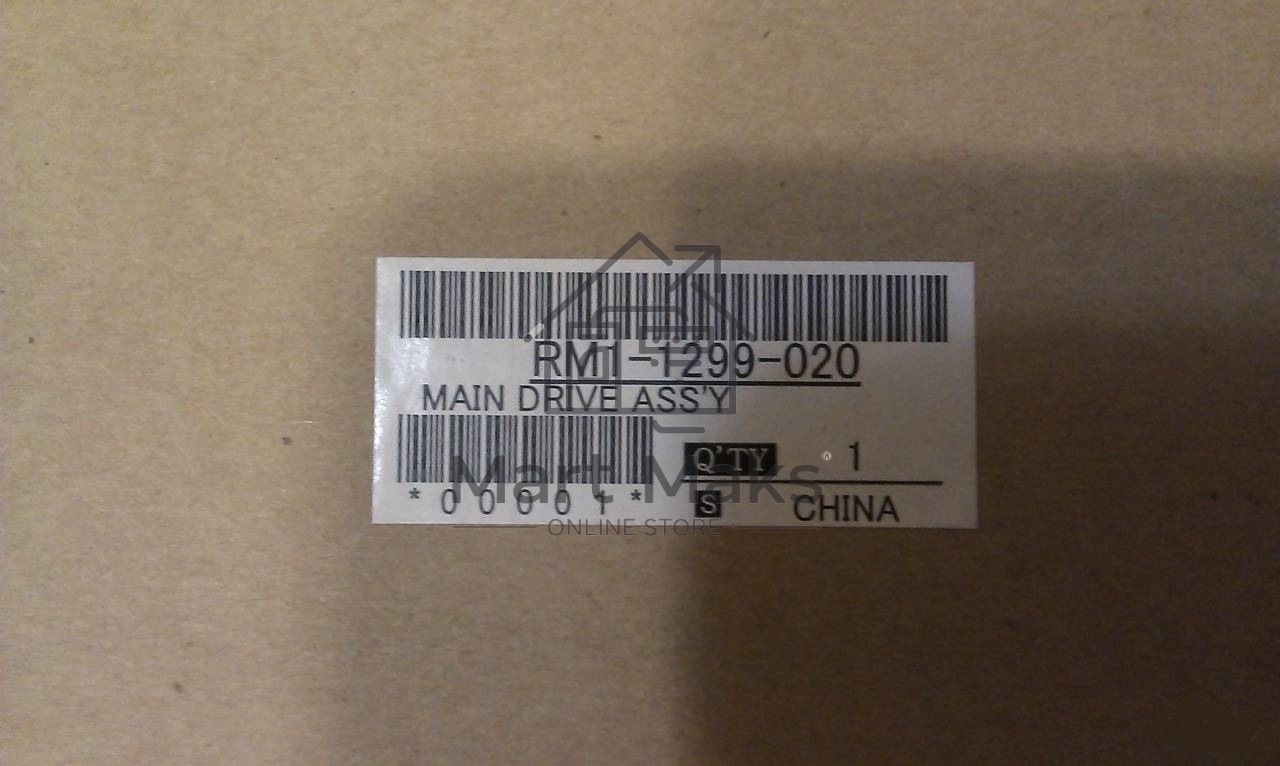 RM1-1299-020
MAIN DRIVE ASS'Y
Q'TY 1
*00001*
S CHINA
Mart Maks ®
ONLINE STORE